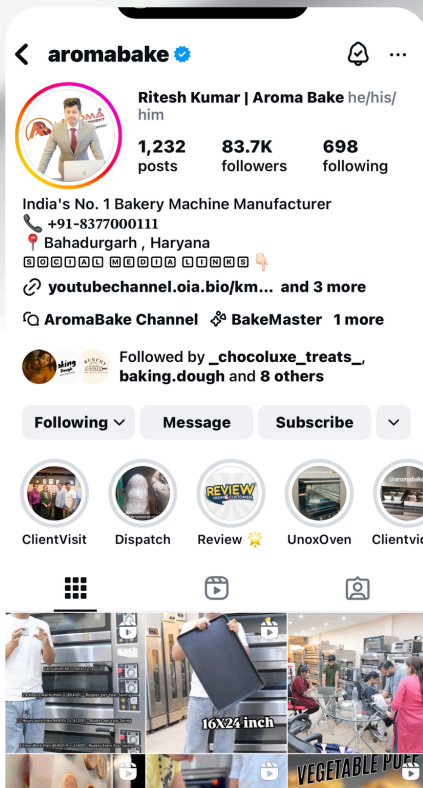 aromabake
Ritesh Kumar | Aroma Bake he/his/
him
1,232 83.7K 698
posts followers following
India's No. 1 Bakery Machine Manufacturer
📞 +91-8377000111
📍 Bahadurgarh , Haryana
🅂🄾🄲🄸🄰🄻 🄼🄴🄳🄸🄰 🄻🄸🄽🄺🅂 👇🏻
youtubechannel.oia.bio/km... and 3 more
AromaBake Channel BakeMaster 1 more
Followed by _chocoluxe_treats_,
baking.dough and 8 others
Following Message Subscribe
REVIEW
ClientVisit Dispatch Review 🌟 UnoxOven Clientvic
16X24 inch
VEGETABLE PUFF